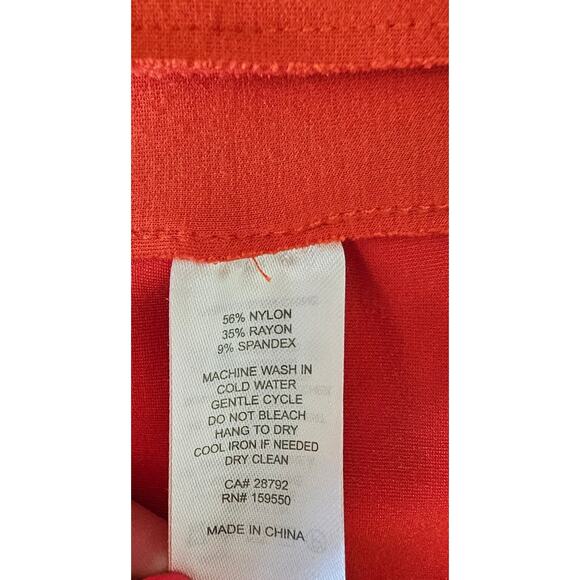 56% NYLON
35% RAYON
9% SPANDEX
MACHINE WASH IN
COLD WATER
GENTLE CYCLE
DO NOT BLEACH
HANG TO DRY
COOL IRON IF NEEDED
DRY CLEAN
CA# 28792
RN# 159550
MADE IN CHINA